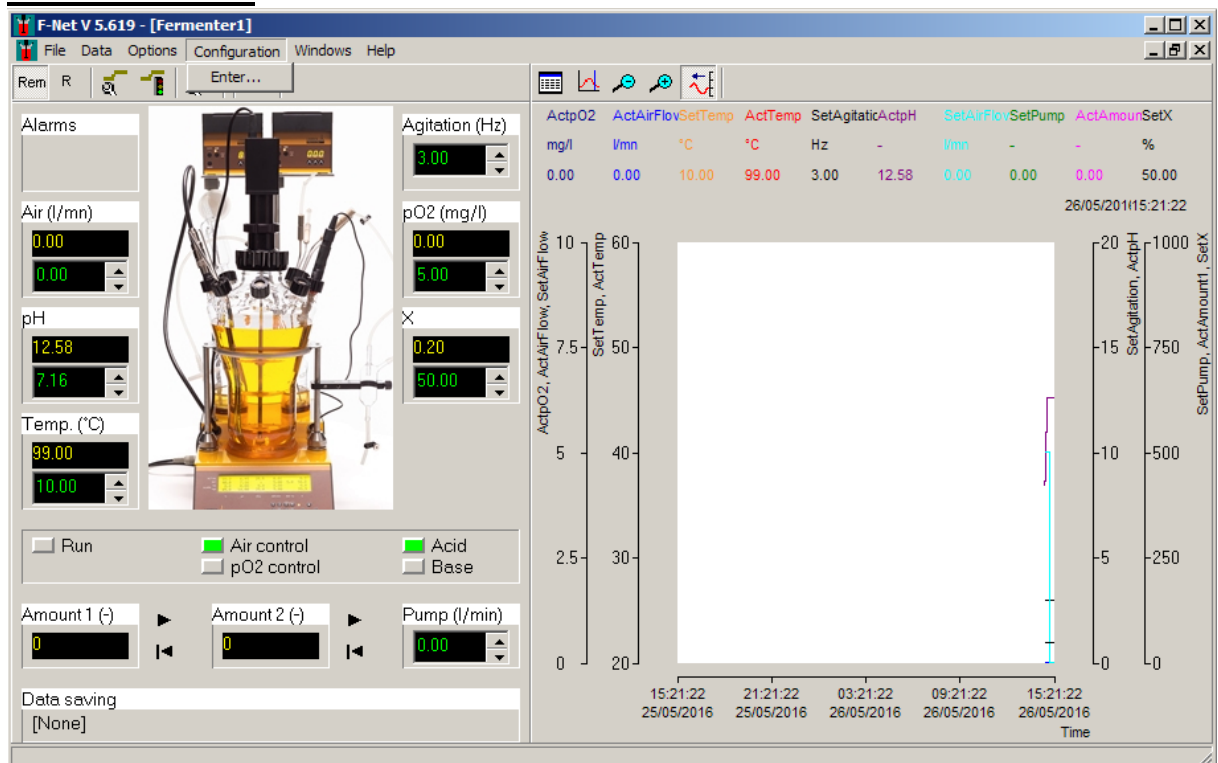 F-Net V 5.619 - [Fermenter1]
File Data Options Configuration Windows Help
Enter...
Rem R
Alarms
Agitation (Hz)
3.00
Air (l/mn)
0.00
0.00
pO2 (mg/l)
0.00
5.00
pH
12.58
7.16
X
0.20
50.00
Temp. (°C)
99.00
10.00
Run
Air control
Acid
pO2 control
Base
Amount 1 (-)
0
Amount 2 (-)
0
Pump (l/min)
0.00
Data saving
[None]
ActpO2 ActAirFlov SetTemp ActTemp SetAgitatic ActpH SetAirFlov SetPump ActAmoun SetX
mg/l l/mn °C °C Hz - l/mn - - %
0.00 0.00 10.00 99.00 3.00 12.58 0.00 0.00 0.00 50.00
26/05/201 15:21:22
ActpO2, ActAirFlow, SetAirFlow
10
7.5
5
2.5
0
SetTemp, ActTemp
60
50
40
30
20
20
15
10
5
0
SetAgitation, ActpH
1000
750
500
250
0
SetPump, ActAmount1, SetX
15:21:22 21:21:22 03:21:22 09:21:22 15:21:22
25/05/2016 25/05/2016 26/05/2016 26/05/2016 26/05/2016
Time